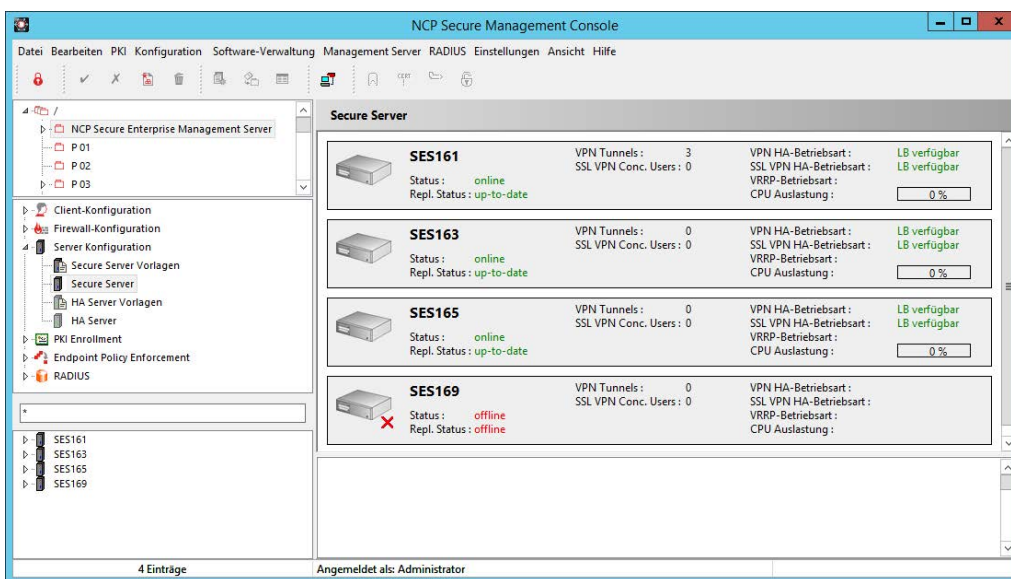 NCP Secure Management Console
Datei Bearbeiten PKI Konfiguration Software-Verwaltung Management Server RADIUS Einstellungen Ansicht Hilfe
/
NCP Secure Enterprise Management Server
P 01
P 02
P 03
Client-Konfiguration
Firewall-Konfiguration
Server Konfiguration
Secure Server Vorlagen
Secure Server
HA Server Vorlagen
HA Server
PKI Enrollment
Endpoint Policy Enforcement
RADIUS
*
SES161
SES163
SES165
SES169
Secure Server
SES161
Status : online
Repl. Status : up-to-date
VPN Tunnels : 3
SSL VPN Conc. Users : 0
VPN HA-Betriebsart : LB verfügbar
SSL VPN HA-Betriebsart : LB verfügbar
VRRP-Betriebsart :
CPU Auslastung : 0 %
SES163
Status : online
Repl. Status : up-to-date
VPN Tunnels : 0
SSL VPN Conc. Users : 0
VPN HA-Betriebsart : LB verfügbar
SSL VPN HA-Betriebsart : LB verfügbar
VRRP-Betriebsart :
CPU Auslastung : 0 %
SES165
Status : online
Repl. Status : up-to-date
VPN Tunnels : 0
SSL VPN Conc. Users : 0
VPN HA-Betriebsart : LB verfügbar
SSL VPN HA-Betriebsart : LB verfügbar
VRRP-Betriebsart :
CPU Auslastung : 0 %
SES169
Status : offline
Repl. Status : offline
VPN Tunnels : 0
SSL VPN Conc. Users : 0
VPN HA-Betriebsart :
SSL VPN HA-Betriebsart :
VRRP-Betriebsart :
CPU Auslastung :
4 Einträge
Angemeldet als: Administrator